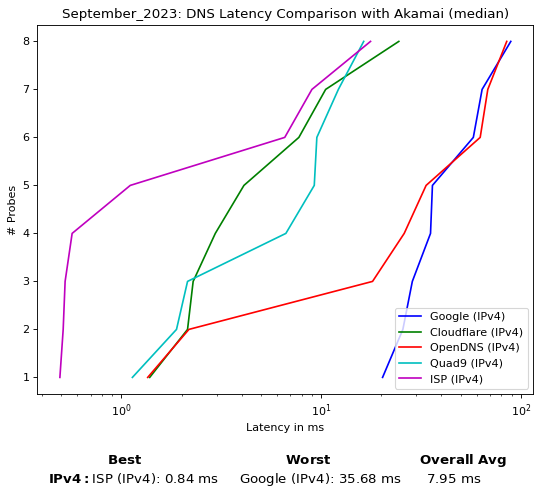 September_2023: DNS Latency Comparison with Akamai (median)
8
7
6
5
4
3
2
1
# Probes
Google (IPv4)
Cloudflare (IPv4)
OpenDNS (IPv4)
Quad9 (IPv4)
ISP (IPv4)
10⁰ 10¹ 10²
Latency in ms
Best Worst Overall Avg
IPv4: ISP (IPv4): 0.84 ms Google (IPv4): 35.68 ms 7.95 ms